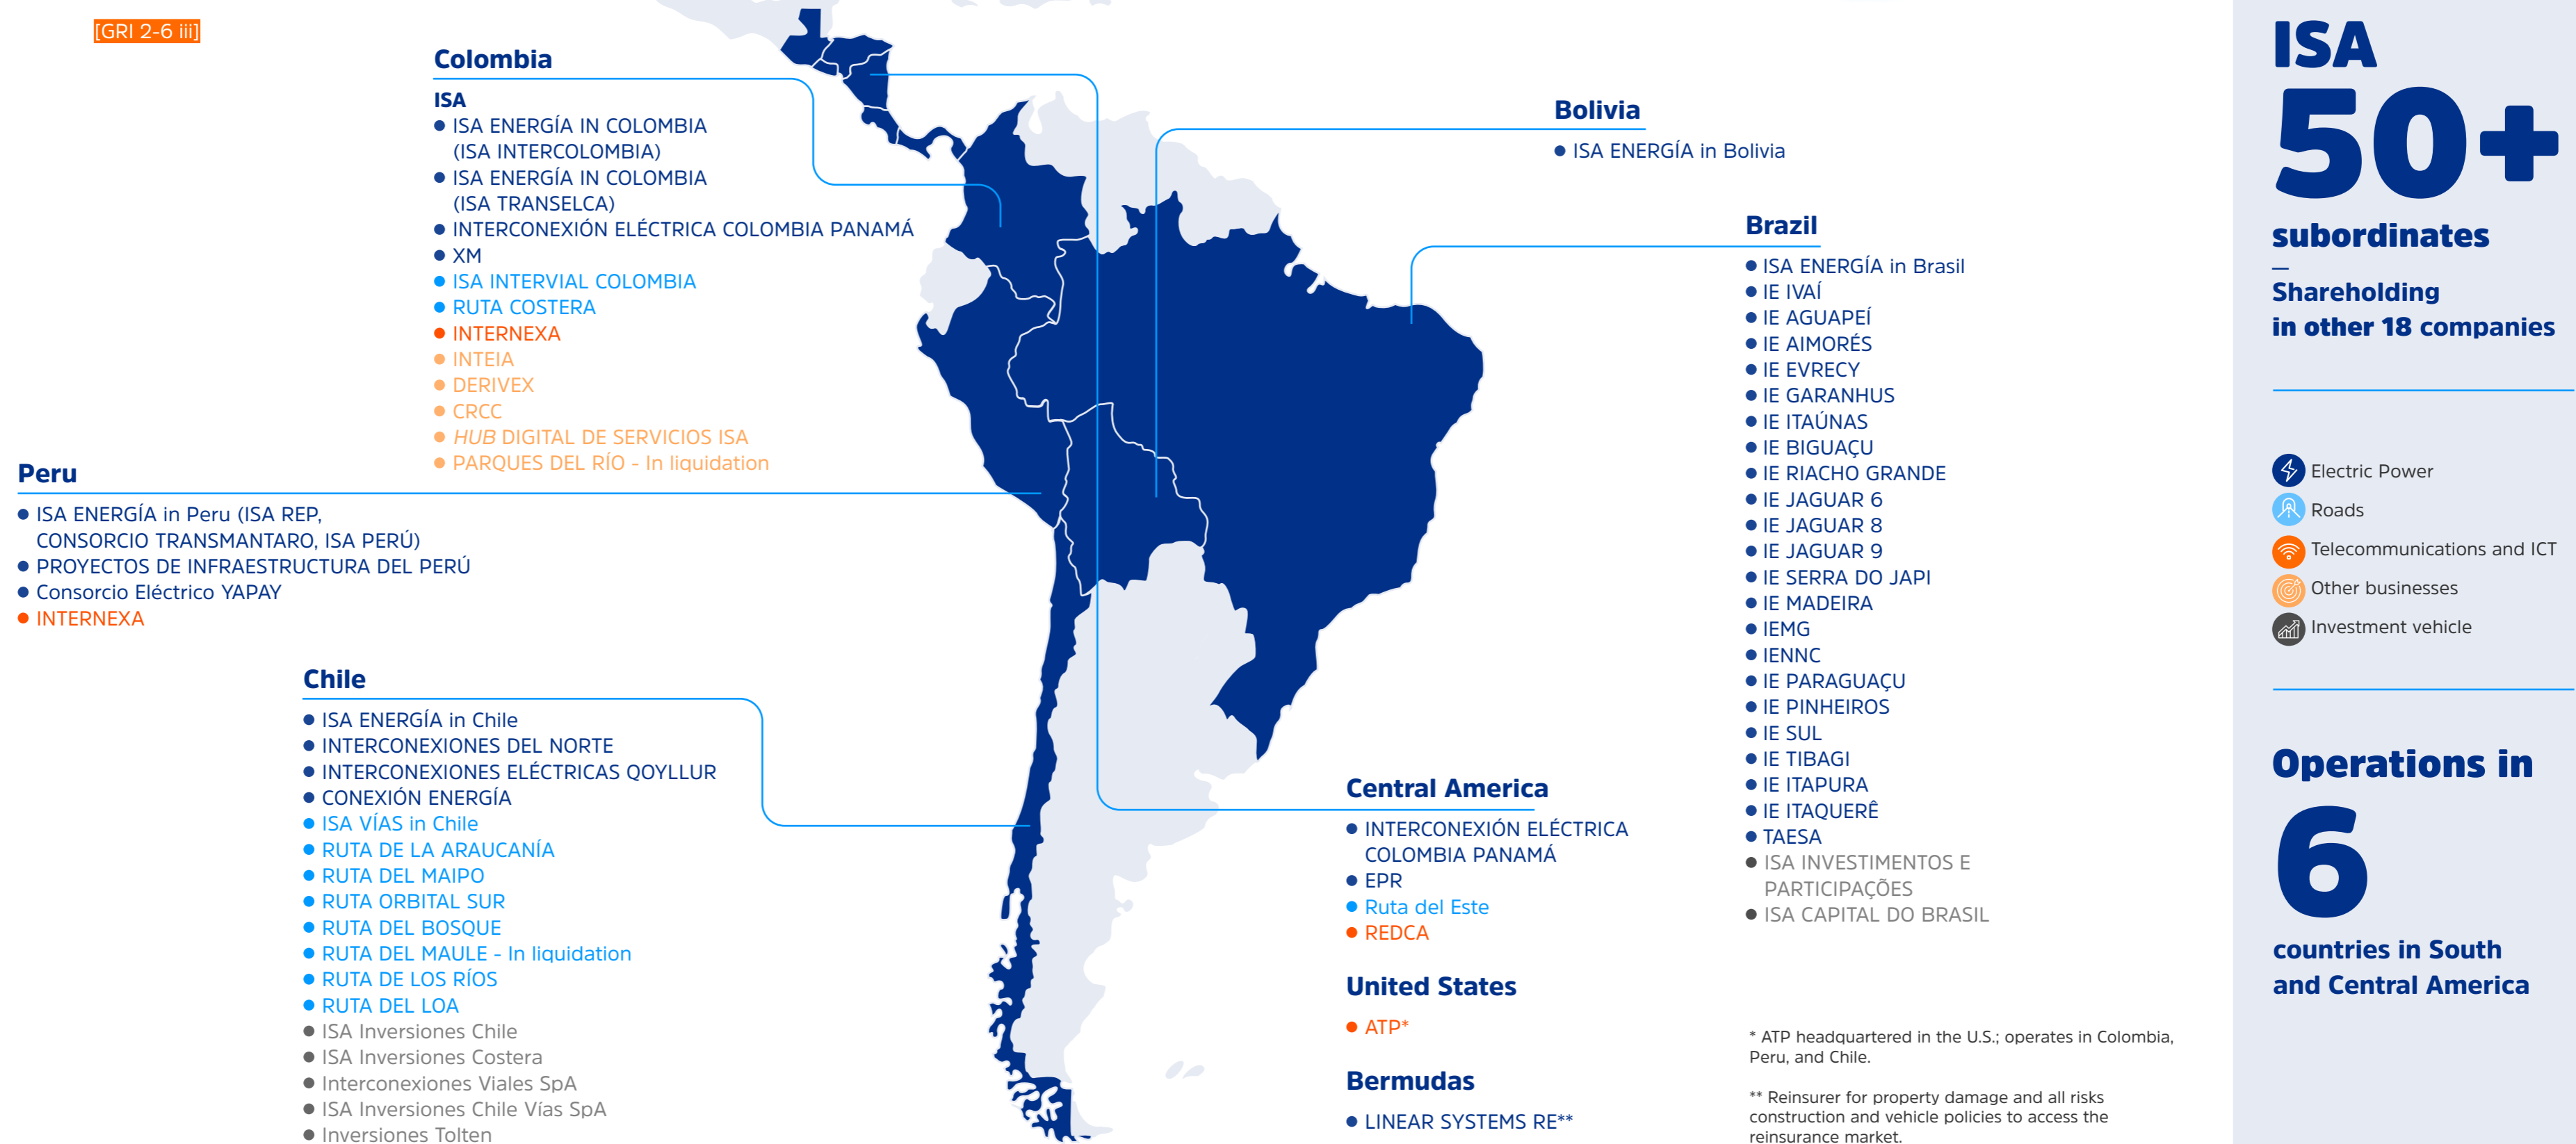 [GRI 2-6 iii]
Colombia
ISA
ISA ENERGÍA IN COLOMBIA
(ISA INTERCOLOMBIA)
ISA ENERGÍA IN COLOMBIA
(ISA TRANSELCA)
INTERCONEXIÓN ELÉCTRICA COLOMBIA PANAMÁ
XM
ISA INTERVIAL COLOMBIA
RUTA COSTERA
INTERNEXA
INTEIA
DERIVEX
CRCC
HUB DIGITAL DE SERVICIOS ISA
PARQUES DEL RÍO - In liquidation
Peru
ISA ENERGÍA in Peru (ISA REP,
CONSORCIO TRANSMANTARO, ISA PERÚ)
PROYECTOS DE INFRAESTRUCTURA DEL PERÚ
Consorcio Eléctrico YAPAY
INTERNEXA
Chile
ISA ENERGÍA in Chile
INTERCONEXIONES DEL NORTE
INTERCONEXIONES ELÉCTRICAS QOYLLUR
CONEXIÓN ENERGÍA
ISA VÍAS in Chile
RUTA DE LA ARAUCANÍA
RUTA DEL MAIPO
RUTA ORBITAL SUR
RUTA DEL BOSQUE
RUTA DEL MAULE - In liquidation
RUTA DE LOS RÍOS
RUTA DEL LOA
ISA Inversiones Chile
ISA Inversiones Costera
Interconexiones Viales SpA
ISA Inversiones Chile Vías SpA
Inversiones Tolten
Bolivia
ISA ENERGÍA in Bolivia
Brazil
ISA ENERGÍA in Brasil
IE IVAÍ
IE AGUAPEÍ
IE AIMORÉS
IE EVRECY
IE GARANHUS
IE ITAÚNAS
IE BIGUAÇU
IE RIACHO GRANDE
IE JAGUAR 6
IE JAGUAR 8
IE JAGUAR 9
IE SERRA DO JAPI
IE MADEIRA
IEMG
IENNC
IE PARAGUAÇU
IE PINHEIROS
IE SUL
IE TIBAGI
IE ITAPURA
IE ITAQUERÊ
TAESA
ISA INVESTIMENTOS E
PARTICIPAÇÕES
ISA CAPITAL DO BRASIL
Central America
INTERCONEXIÓN ELÉCTRICA
COLOMBIA PANAMÁ
EPR
Ruta del Este
REDCA
United States
ATP*
Bermudas
LINEAR SYSTEMS RE**
* ATP headquartered in the U.S.; operates in Colombia,
Peru, and Chile.
** Reinsurer for property damage and all risks
construction and vehicle policies to access the
reinsurance market.
ISA
50+
subordinates
Shareholding
in other 18 companies
Electric Power
Roads
Telecommunications and ICT
Other businesses
Investment vehicle
Operations in
6
countries in South
and Central America